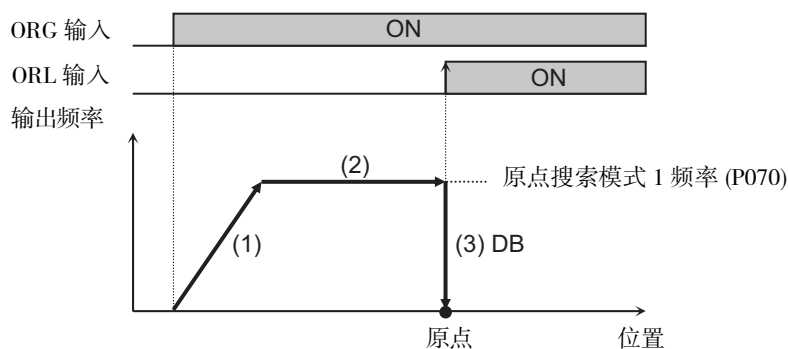 ORG 输入
ON
ORL 输入
ON
输出频率
(2)
原点搜索模式 1 频率 (P070)
(1)
(3) DB
原点
位置